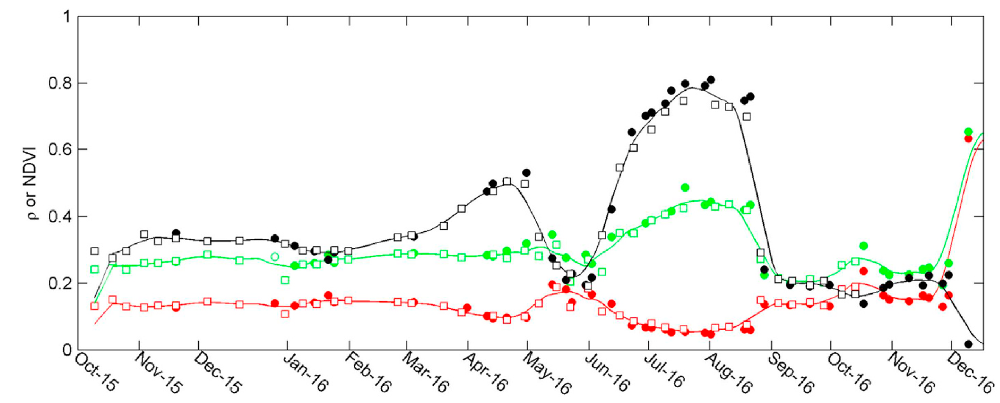 1
0.8
0.6
0.4
0.2
0
ρ or NDVI
Oct-15
Nov-15
Dec-15
Jan-16
Feb-16
Mar-16
Apr-16
May-16
Jun-16
Jul-16
Aug-16
Sep-16
Oct-16
Nov-16
Dec-16